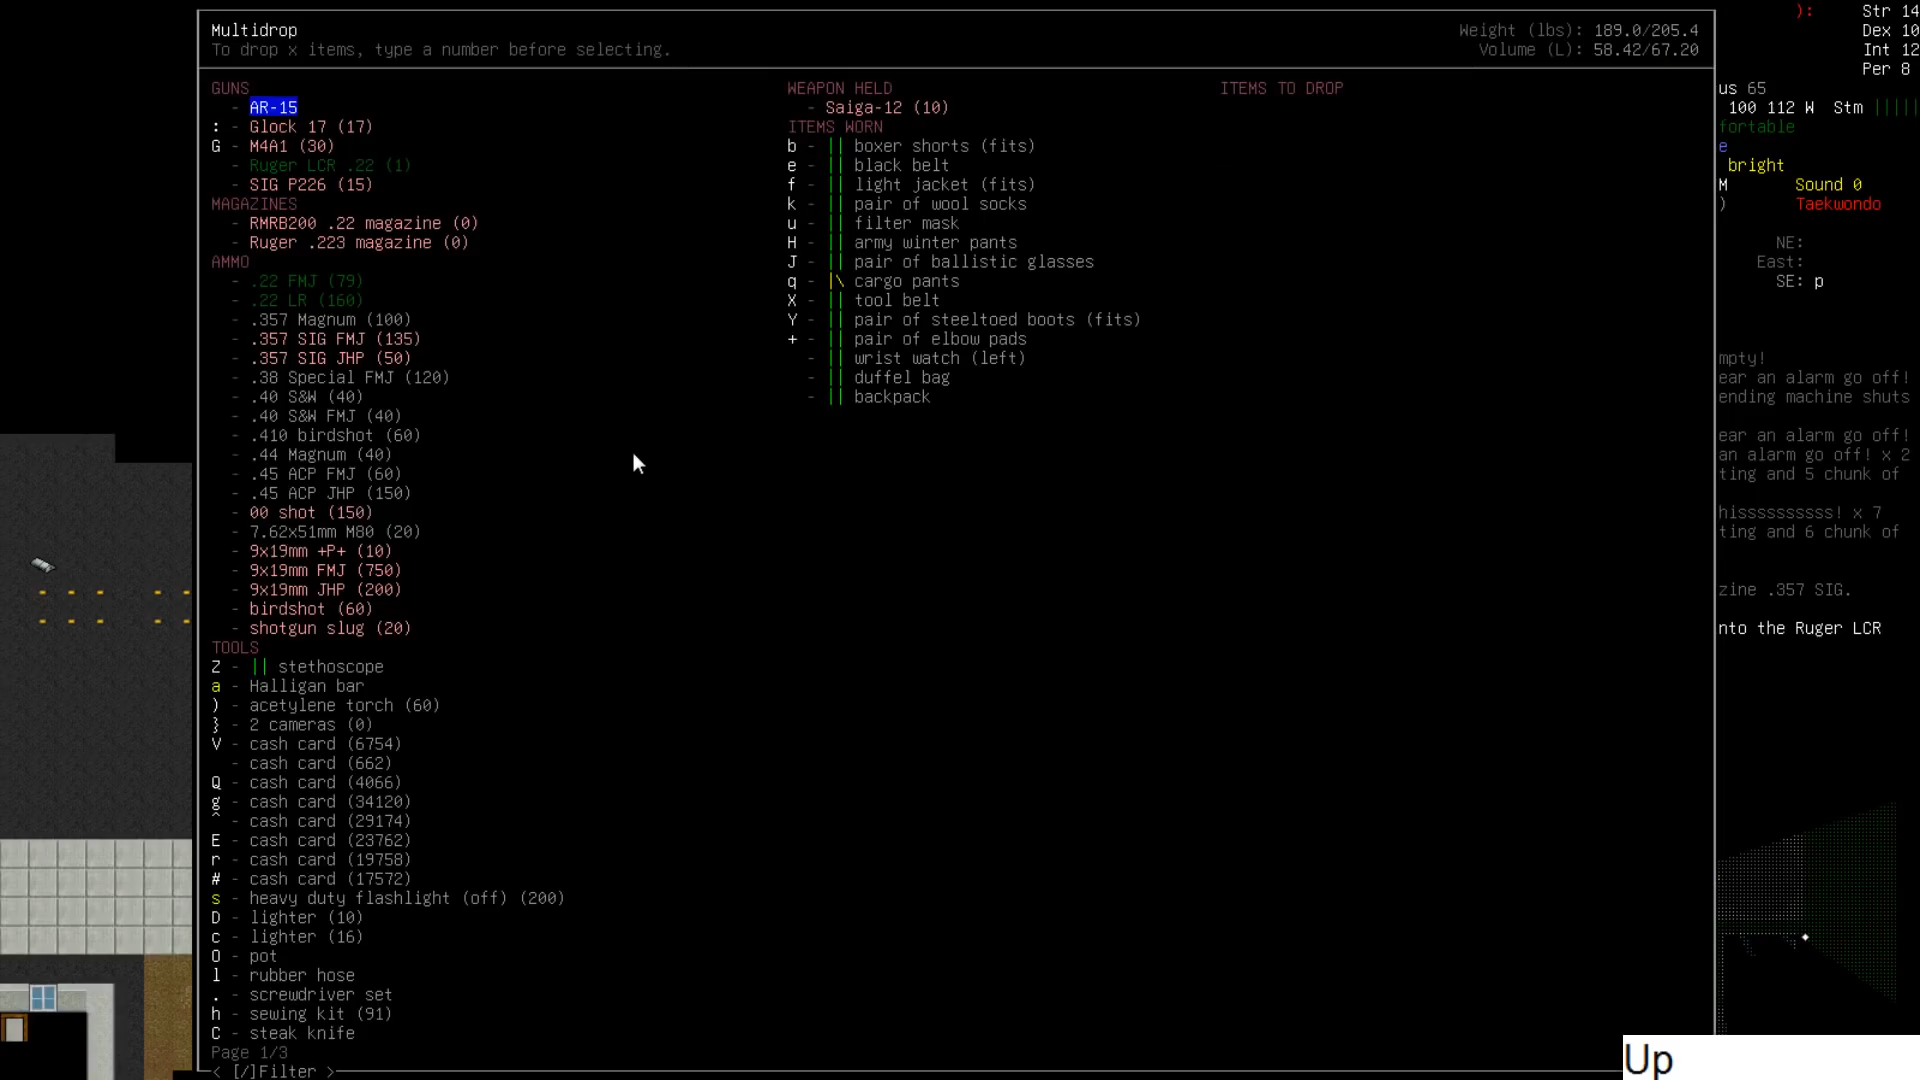 Multidrop
Weight (lbs): 189.0/205.4
To drop x items, type a number before selecting.
Volume (L): 58.42/67.20
GUNS
- AR-15
: - Glock 17 (17)
G - M4A1 (30)
- Ruger LCR .22 (1)
- SIG P226 (15)
MAGAZINES
- RMRB200 .22 magazine (0)
- Ruger .223 magazine (0)
AMMO
- .22 FMJ (79)
- .22 LR (160)
- .357 Magnum (100)
- .357 SIG FMJ (135)
- .357 SIG JHP (50)
- .38 Special FMJ (120)
- .40 S&W (40)
- .40 S&W FMJ (40)
- .410 birdshot (60)
- .44 Magnum (40)
- .45 ACP FMJ (60)
- .45 ACP JHP (150)
- 00 shot (150)
- 7.62x51mm M80 (20)
- 9x19mm +P+ (10)
- 9x19mm FMJ (750)
- 9x19mm JHP (200)
- birdshot (60)
- shotgun slug (20)
TOOLS
Z - || stethoscope
a - Halligan bar
) - acetylene torch (60)
} - 2 cameras (0)
V - cash card (6754)
- cash card (662)
Q - cash card (4066)
g - cash card (34120)
^ - cash card (29174)
E - cash card (23762)
r - cash card (19758)
# - cash card (17572)
s - heavy duty flashlight (off) (200)
D - lighter (10)
c - lighter (16)
O - pot
l - rubber hose
. - screwdriver set
h - sewing kit (91)
C - steak knife
Page 1/3
< [/]Filter >
WEAPON HELD
- Saiga-12 (10)
ITEMS WORN
b - || boxer shorts (fits)
e - || black belt
f - || light jacket (fits)
k - || pair of wool socks
u - || filter mask
H - || army winter pants
J - || pair of ballistic glasses
q - |\ cargo pants
X - || tool belt
Y - || pair of steeltoed boots (fits)
+ - || pair of elbow pads
- || wrist watch (left)
- || duffel bag
- || backpack
ITEMS TO DROP
): Str 14
Dex 10
Int 12
Per 8
us 65
100 112 W Stm |||||
fortable
e
bright
M Sound 0
) Taekwondo
NE:
East:
SE: p
mpty!
ear an alarm go off!
ending machine shuts
ear an alarm go off!
an alarm go off! x 2
ting and 5 chunk of
hissssssssss! x 7
ting and 6 chunk of
zine .357 SIG.
nto the Ruger LCR
Up